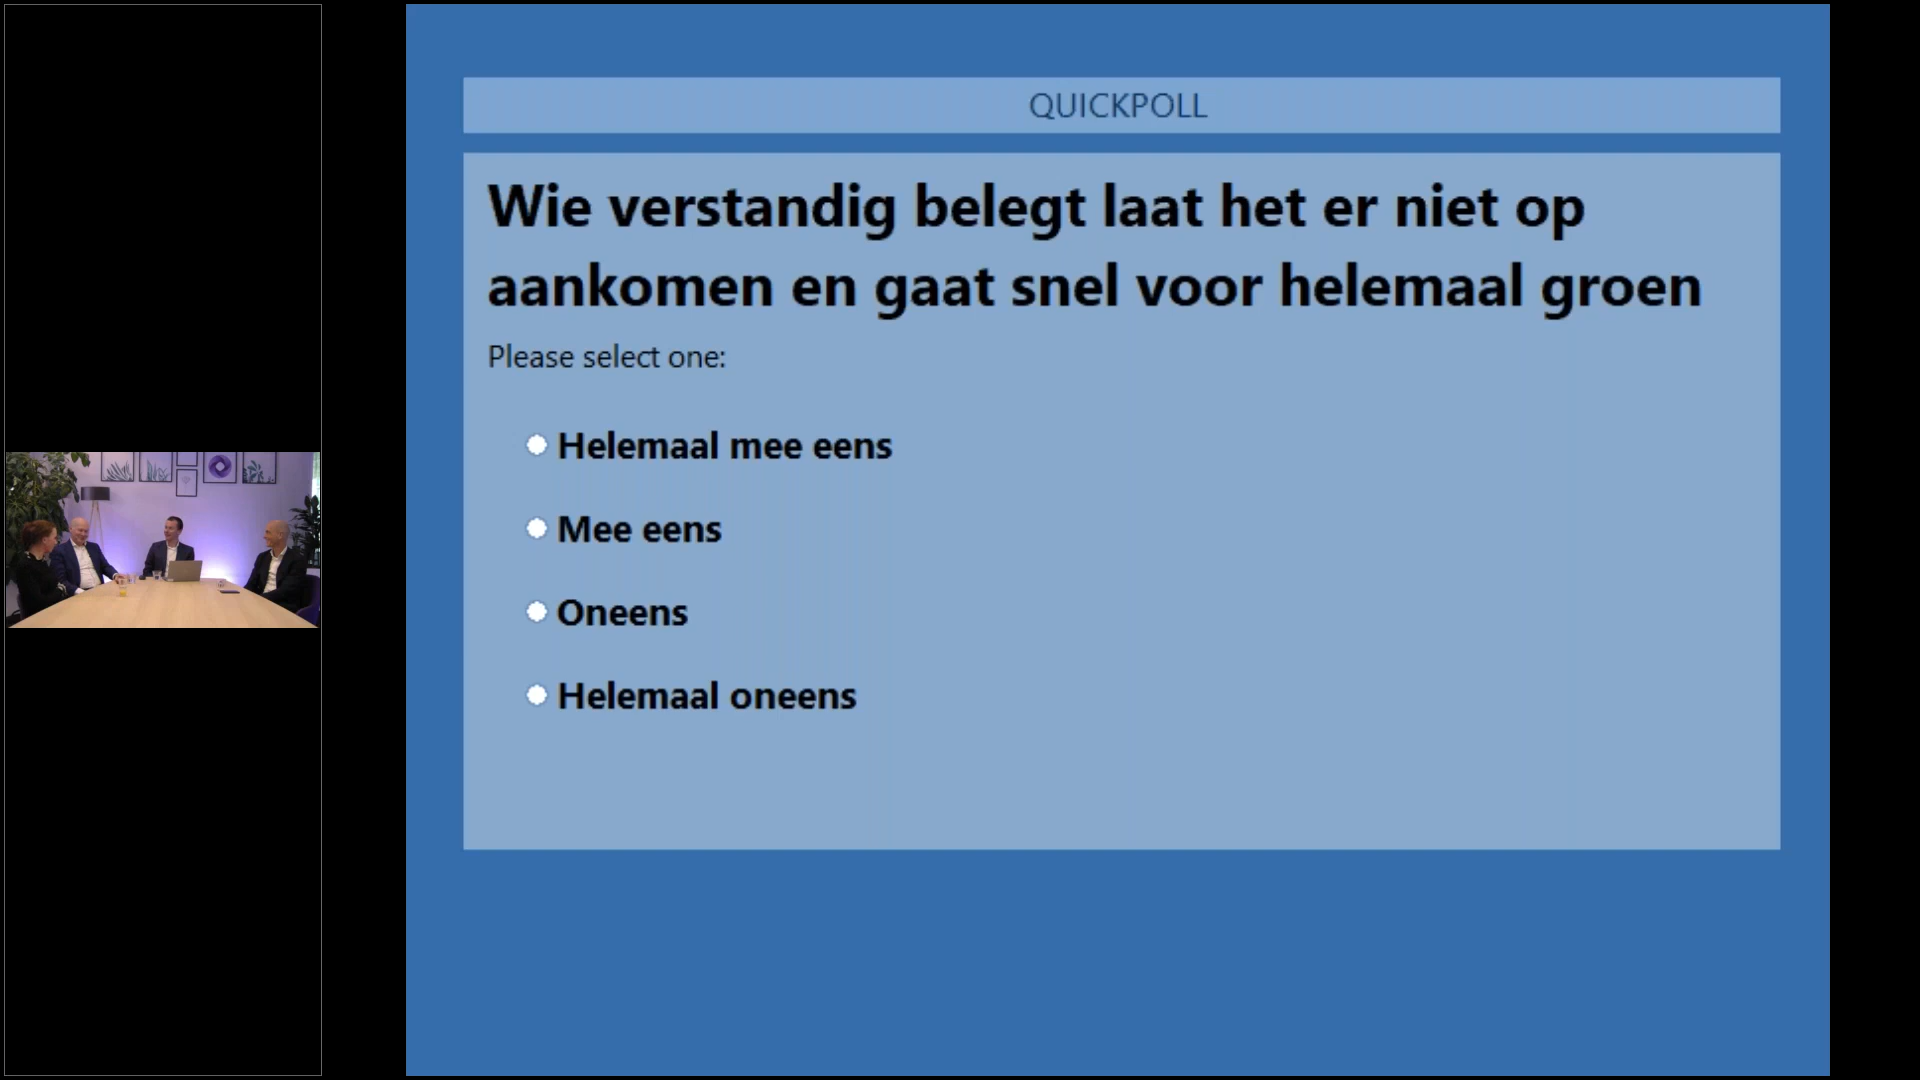 QUICKPOLL
Wie verstandig belegt laat het er niet op
aankomen en gaat snel voor helemaal groen
Please select one:
Helemaal mee eens
Mee eens
Oneens
Helemaal oneens